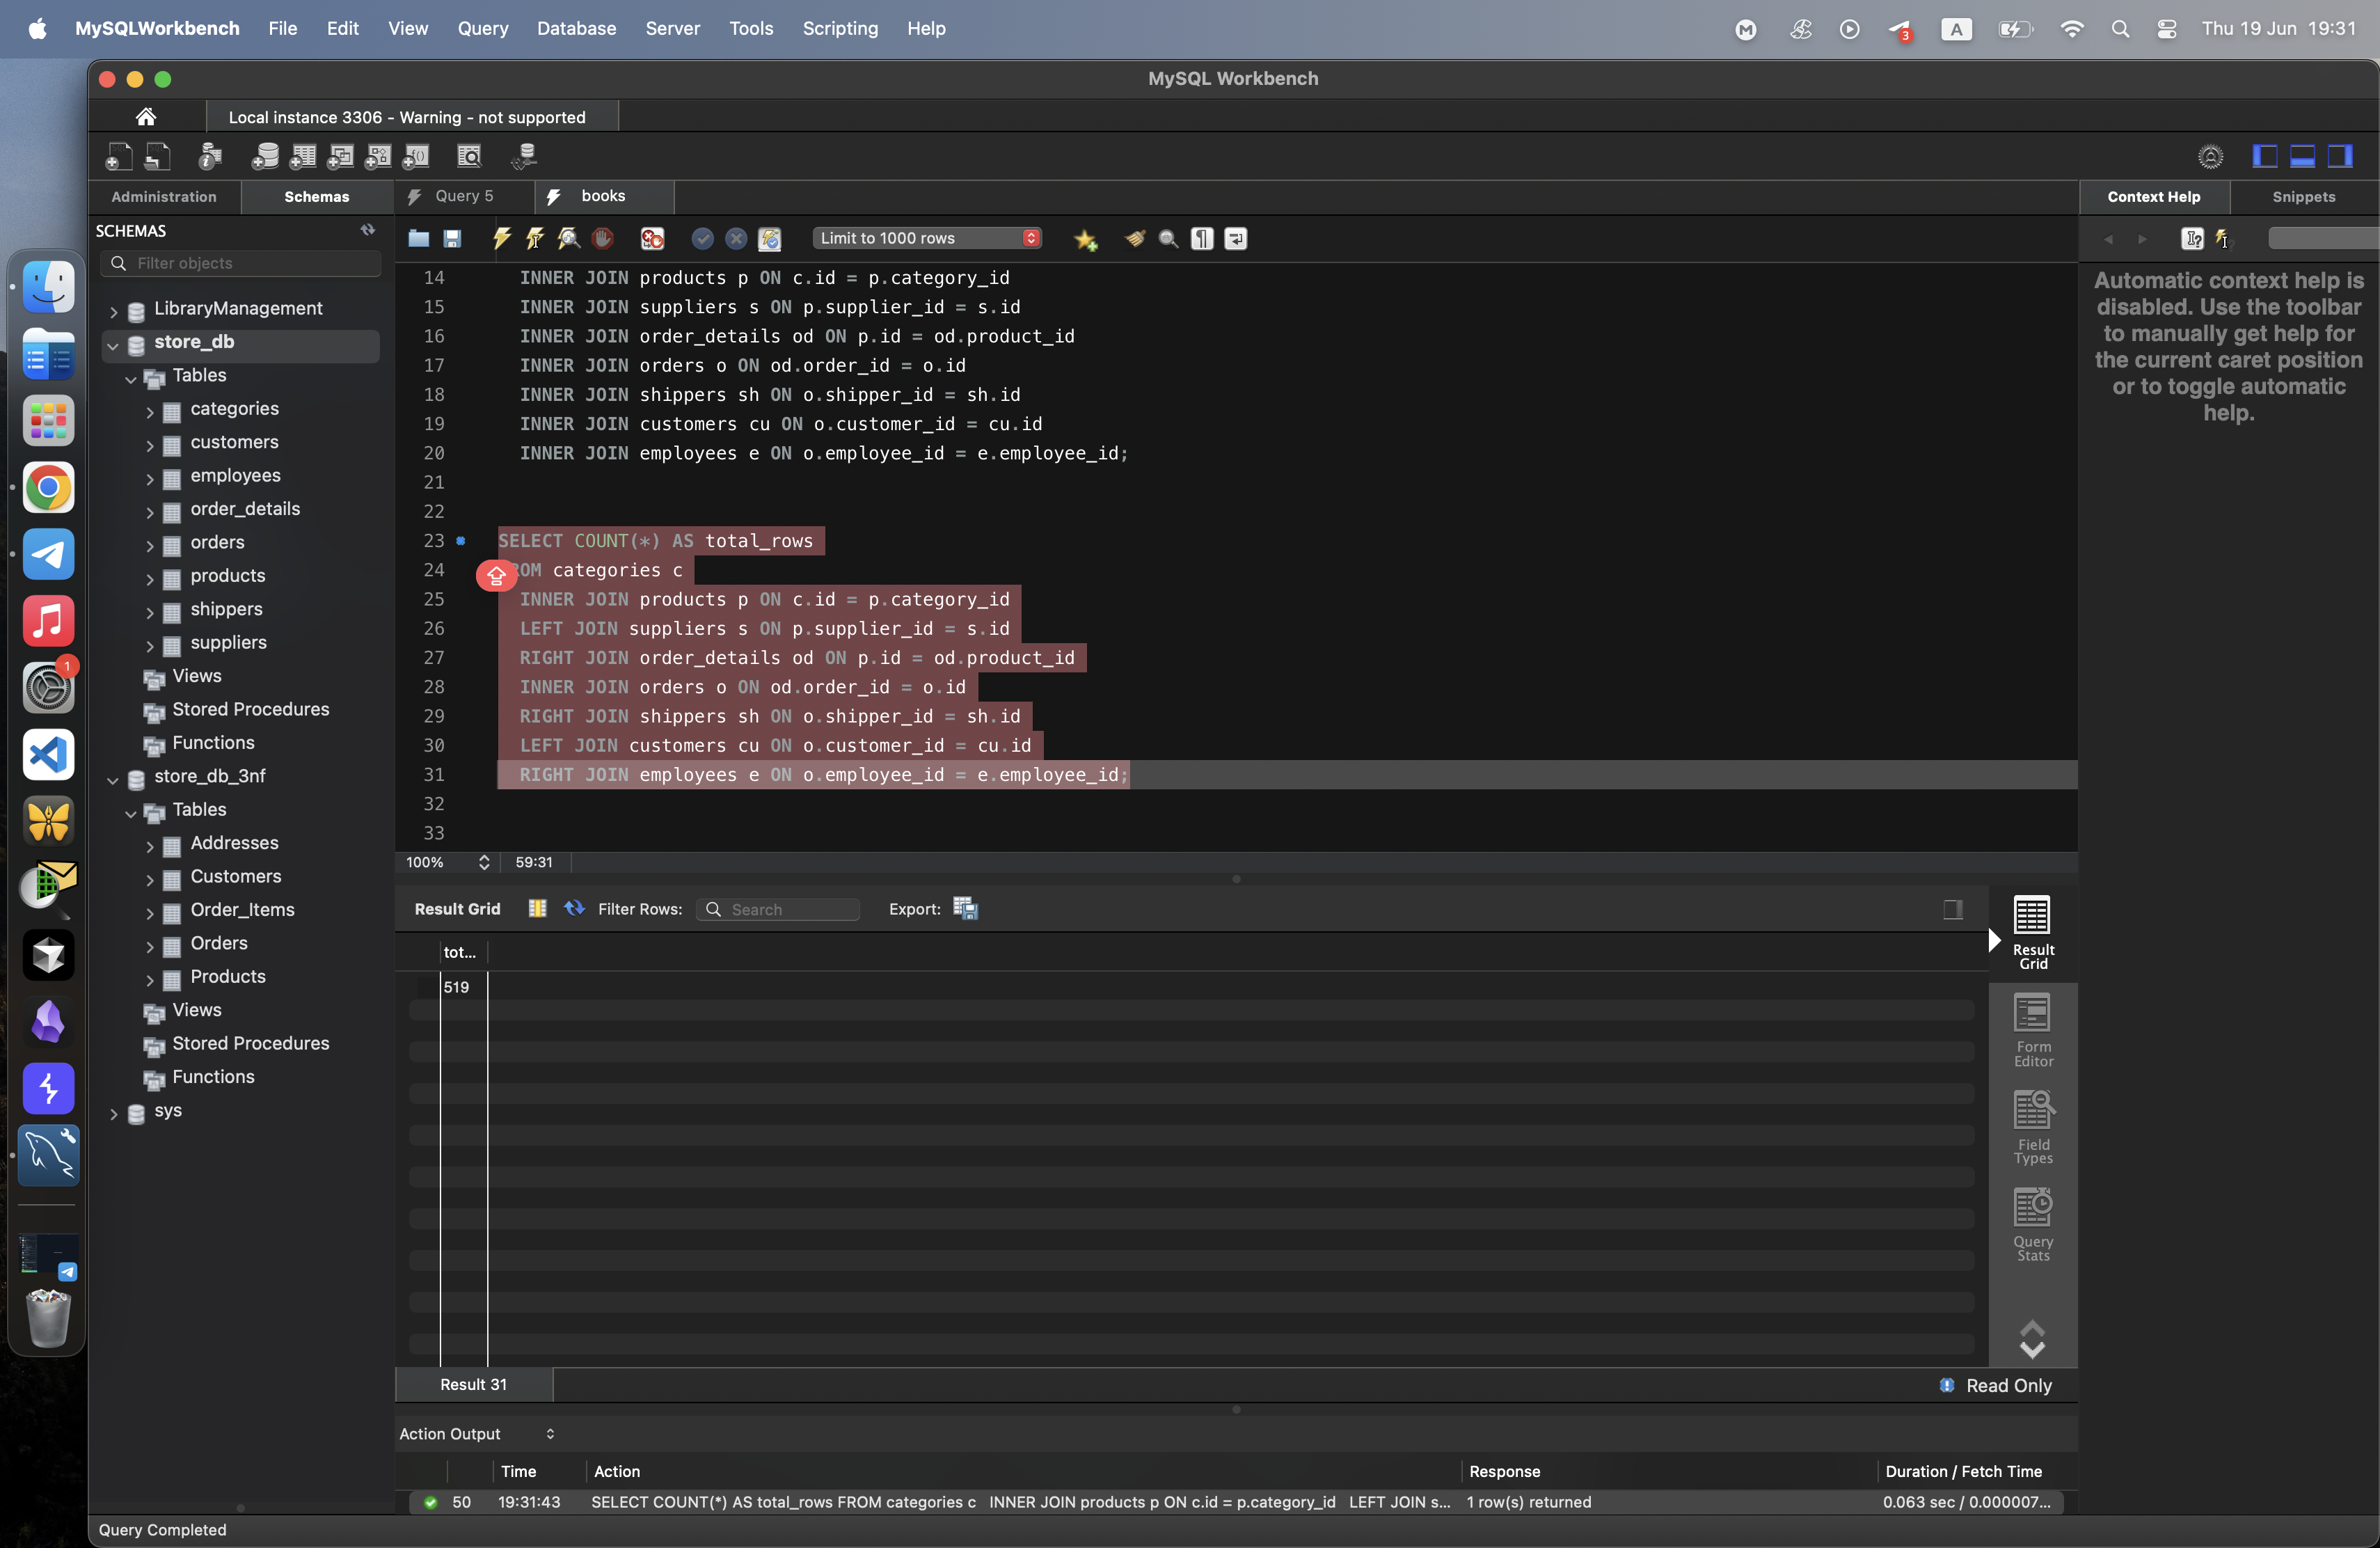 MySQLWorkbench File Edit View Query Database Server Tools Scripting Help
3 A Thu 19 Jun 19:31
MySQL Workbench
Local instance 3306 - Warning - not supported
Administration Schemas Query 5 books Context Help Snippets
SCHEMAS
Filter objects
Limit to 1000 rows
LibraryManagement
store_db
Tables
categories
customers
employees
order_details
orders
products
shippers
suppliers
Views
Stored Procedures
Functions
store_db_3nf
Tables
Addresses
Customers
Order_Items
Orders
Products
Views
Stored Procedures
Functions
sys
1
14 INNER JOIN products p ON c.id = p.category_id
15 INNER JOIN suppliers s ON p.supplier_id = s.id
16 INNER JOIN order_details od ON p.id = od.product_id
17 INNER JOIN orders o ON od.order_id = o.id
18 INNER JOIN shippers sh ON o.shipper_id = sh.id
19 INNER JOIN customers cu ON o.customer_id = cu.id
20 INNER JOIN employees e ON o.employee_id = e.employee_id;
21
22
23 SELECT COUNT(*) AS total_rows
24 ROM categories c
25 INNER JOIN products p ON c.id = p.category_id
26 LEFT JOIN suppliers s ON p.supplier_id = s.id
27 RIGHT JOIN order_details od ON p.id = od.product_id
28 INNER JOIN orders o ON od.order_id = o.id
29 RIGHT JOIN shippers sh ON o.shipper_id = sh.id
30 LEFT JOIN customers cu ON o.customer_id = cu.id
31 RIGHT JOIN employees e ON o.employee_id = e.employee_id;
32
33
100% 59:31
Automatic context help is
disabled. Use the toolbar
to manually get help for
the current caret position
or to toggle automatic
help.
Result Grid Filter Rows: Search Export:
tot...
519
Result
Grid
Form
Editor
Field
Types
Query
Stats
Result 31
Read Only
Action Output
Time Action Response Duration / Fetch Time
50 19:31:43 SELECT COUNT(*) AS total_rows FROM categories c INNER JOIN products p ON c.id = p.category_id LEFT JOIN s... 1 row(s) returned 0.063 sec / 0.000007...
Query Completed